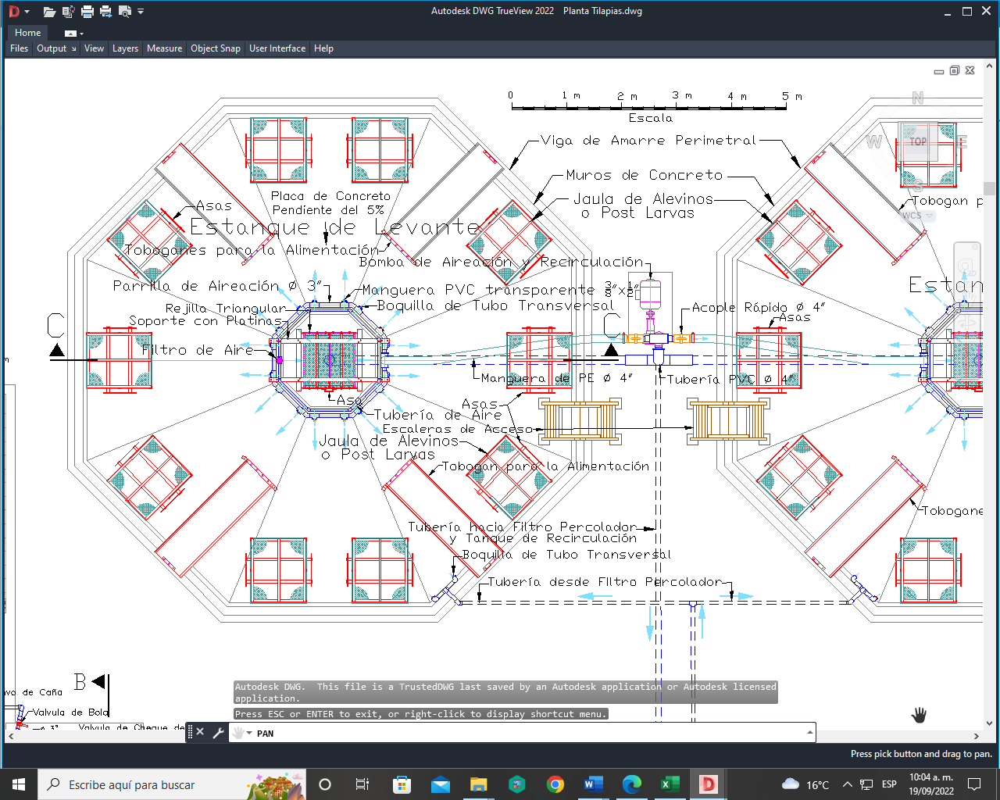 Autodesk DWG TrueView 2022    Planta Tilapias.dwg
Home
Files
Output
View
Layers
Measure
Object Snap
User Interface
Help
0    1 m    2 m    3 m    4 m    5 m
Escala
N
W
TOP
E
S
WCS
Viga de Amarre Perimetral
Muros de Concreto
Jaula de Alevinos
o Post Larvas
Placa de Concreto
Pendiente del 5%
Asas
Estanque de Levante
Toboganes para la Alimentación
Bomba de Aireación y Recirculación
Parrilla de Aireación Ø 3"
Manguera PVC transparente 3/8"x1/2"
Rejilla Triangular
Boquilla de Tubo Transversal
Soporte con Platinas
Acople Rápido Ø 4"
Asas
C
C
Filtro de Aire
Manguera de PE Ø 4"
Tubería PVC Ø 4"
Asa
Asas
Tubería de Aire
Escaleras de Acceso
Jaula de Alevinos
o Post Larvas
Tobogan para la Alimentación
Tobogan p
Estan
Tobogane
Tubería hacia Filtro Percolador
y Tanque de Recirculación
Boquilla de Tubo Transversal
Tubería desde FIltro Percolador
m
B
avo de Caña
Valvula de Bola
Ø 3"
Valvula de Cheque de
Autodesk DWG.  This file is a TrustedDWG last saved by an Autodesk application or Autodesk licensed
application.
Press ESC or ENTER to exit, or right-click to display shortcut menu.
PAN
Press pick button and drag to pan.
Escribe aquí para buscar
16°C
ESP
10:04 a. m.
19/09/2022